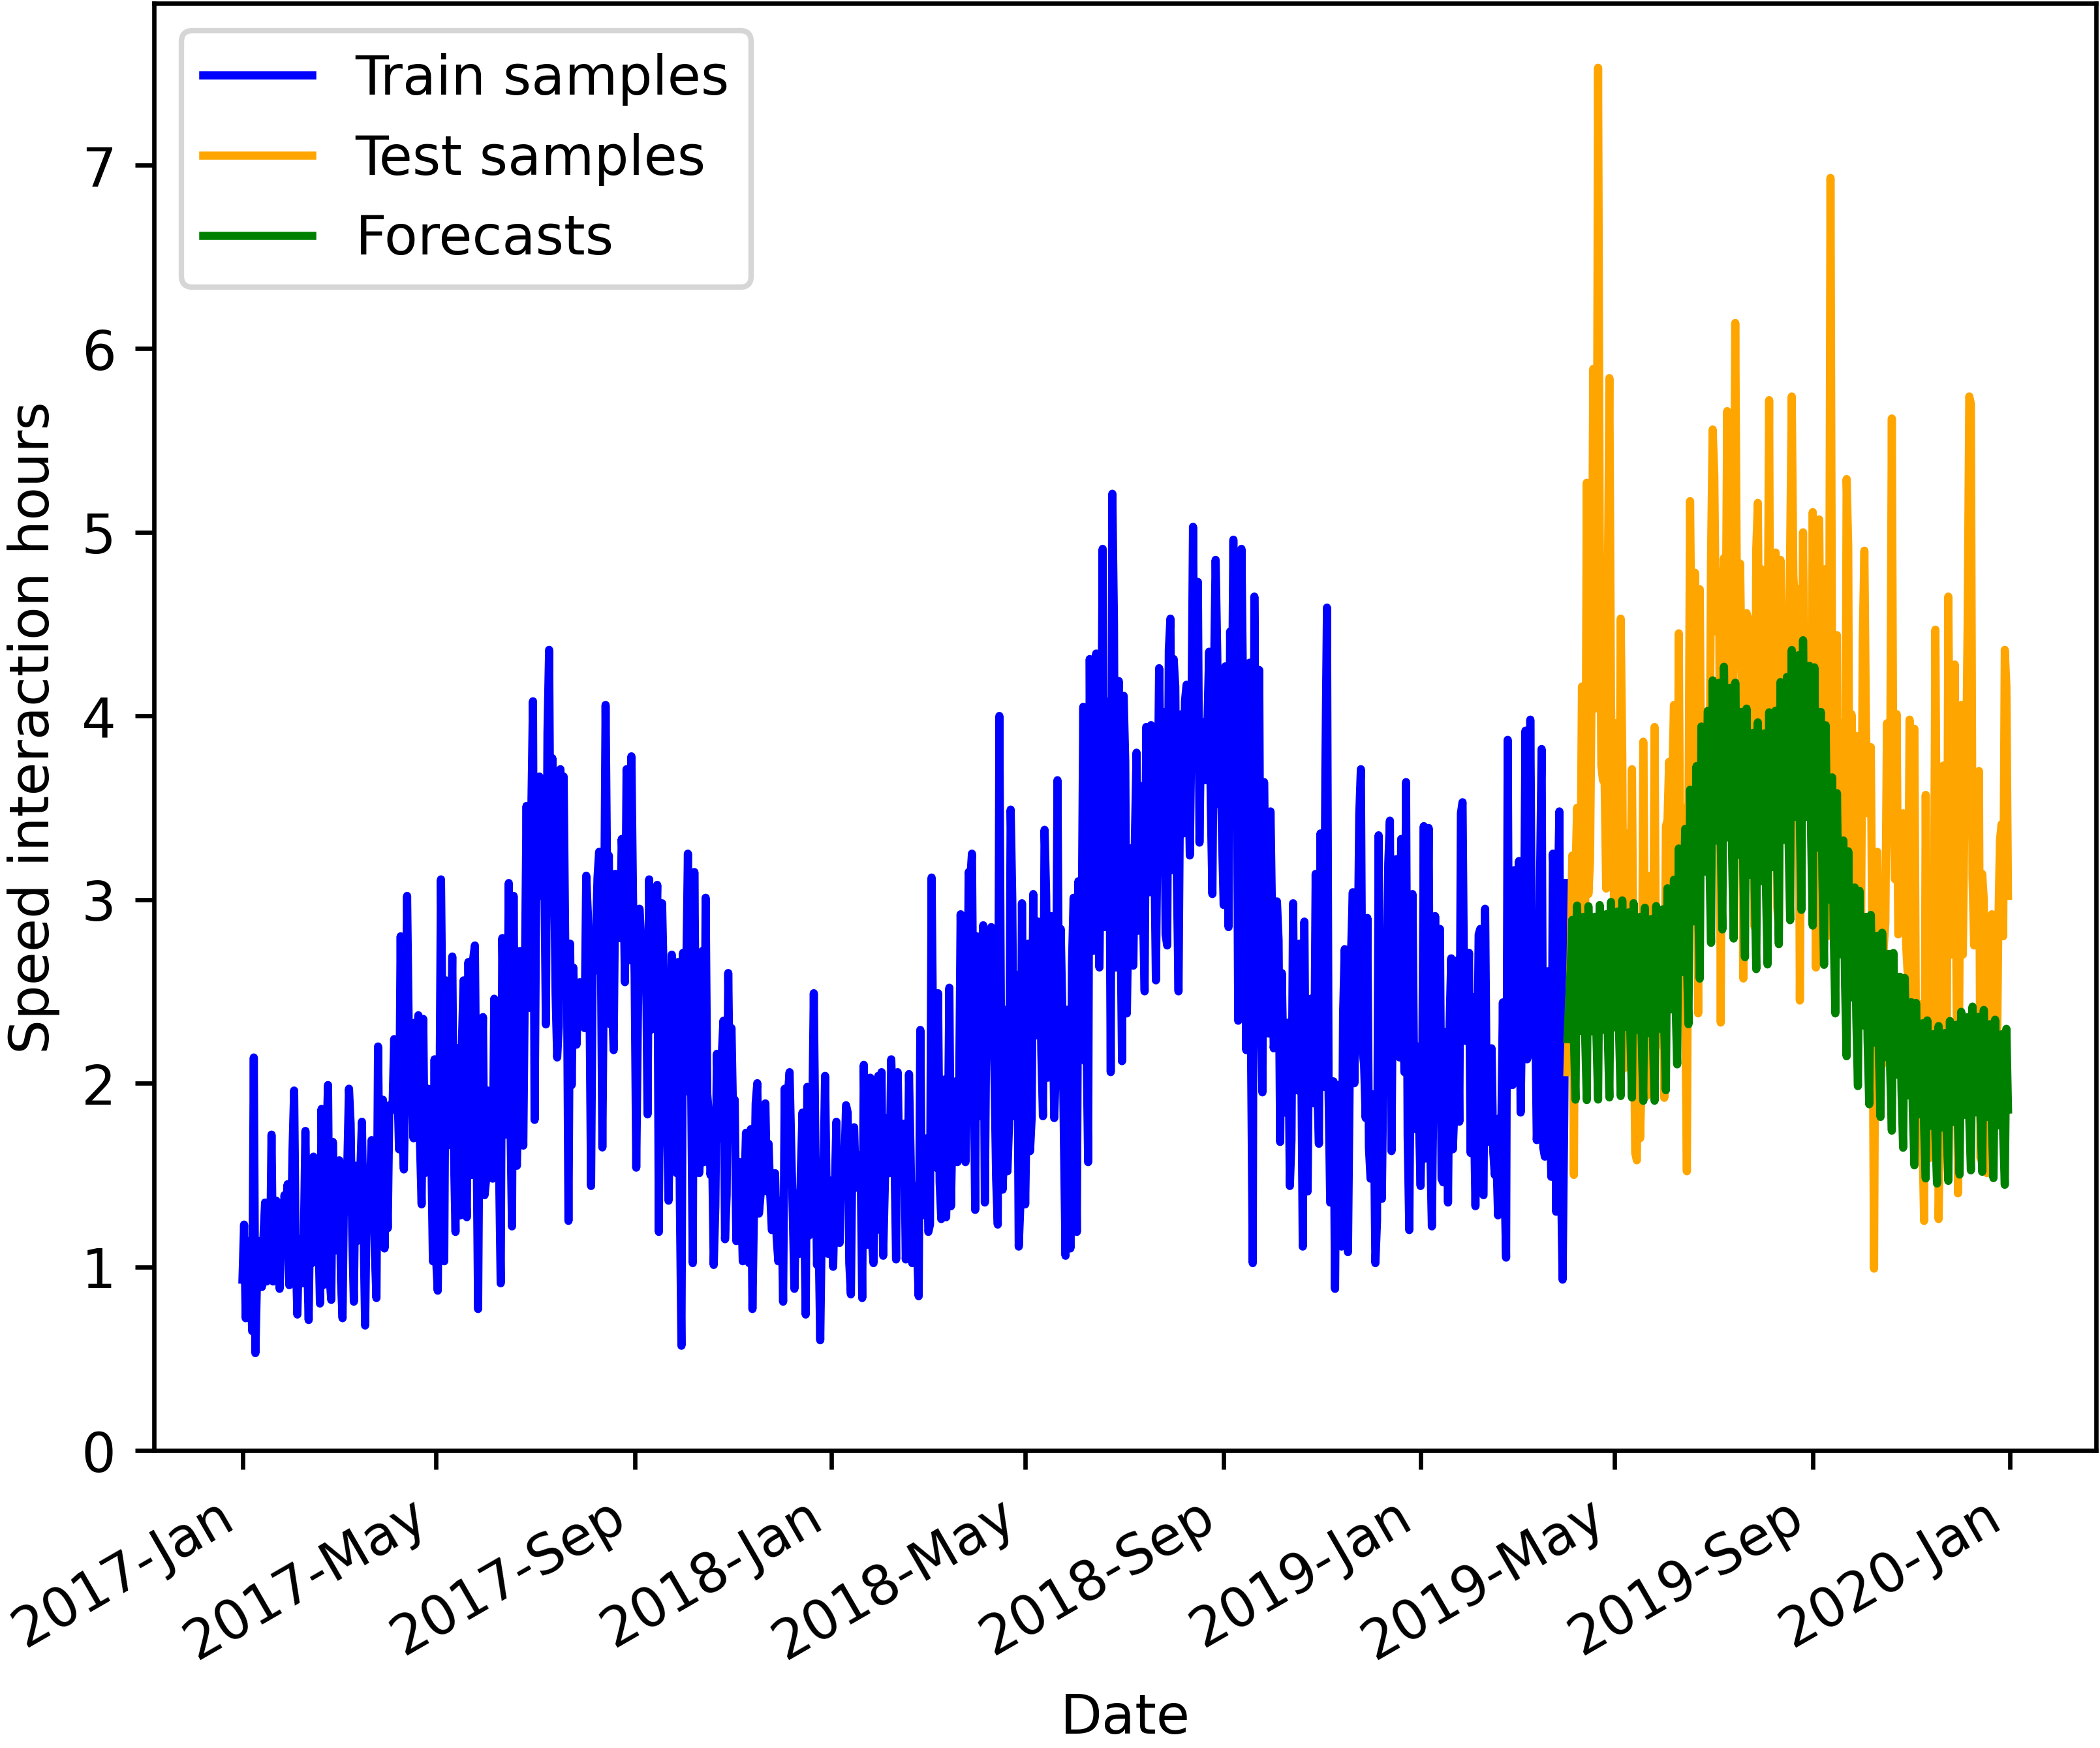 Train samples
Test samples
Forecasts
7
6
5
4
3
2
1
0
Speed interaction hours
2017-Jan
2017-May
2017-Sep
2018-Jan
2018-May
2018-Sep
2019-Jan
2019-May
2019-Sep
2020-Jan
Date